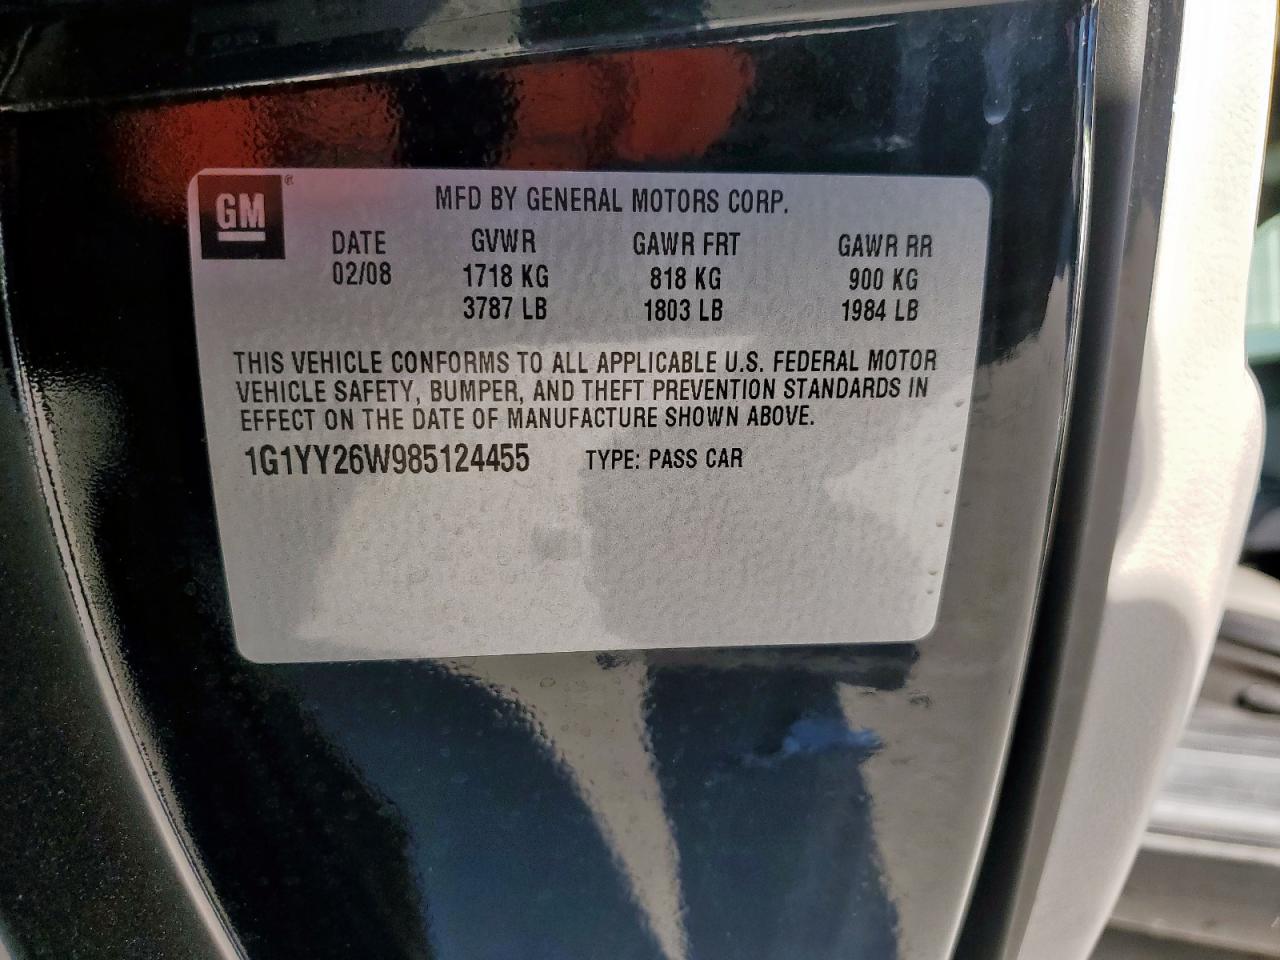 GM®
MFD BY GENERAL MOTORS CORP.
DATE GVWR GAWR FRT GAWR RR
02/08 1718 KG 818 KG 900 KG
3787 LB 1803 LB 1984 LB
THIS VEHICLE CONFORMS TO ALL APPLICABLE U.S. FEDERAL MOTOR
VEHICLE SAFETY, BUMPER, AND THEFT PREVENTION STANDARDS IN
EFFECT ON THE DATE OF MANUFACTURE SHOWN ABOVE.
1G1YY26W985124455 TYPE: PASS CAR